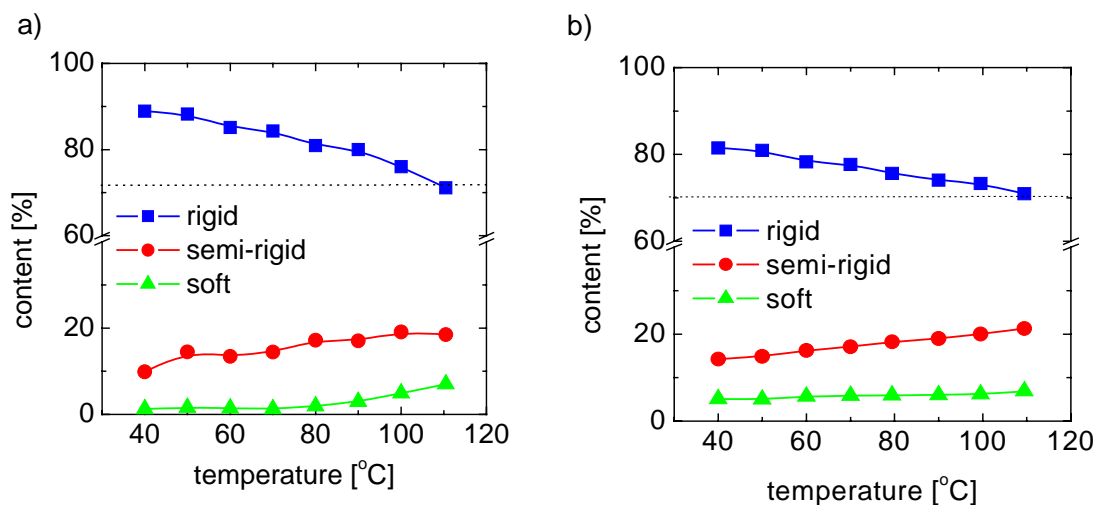 a)
100
80
60
20
0
content [%]
rigid
semi-rigid
soft
40 60 80 100 120
temperature [°C]
b)
100
80
60
20
0
content [%]
rigid
semi-rigid
soft
40 60 80 100 120
temperature [°C]